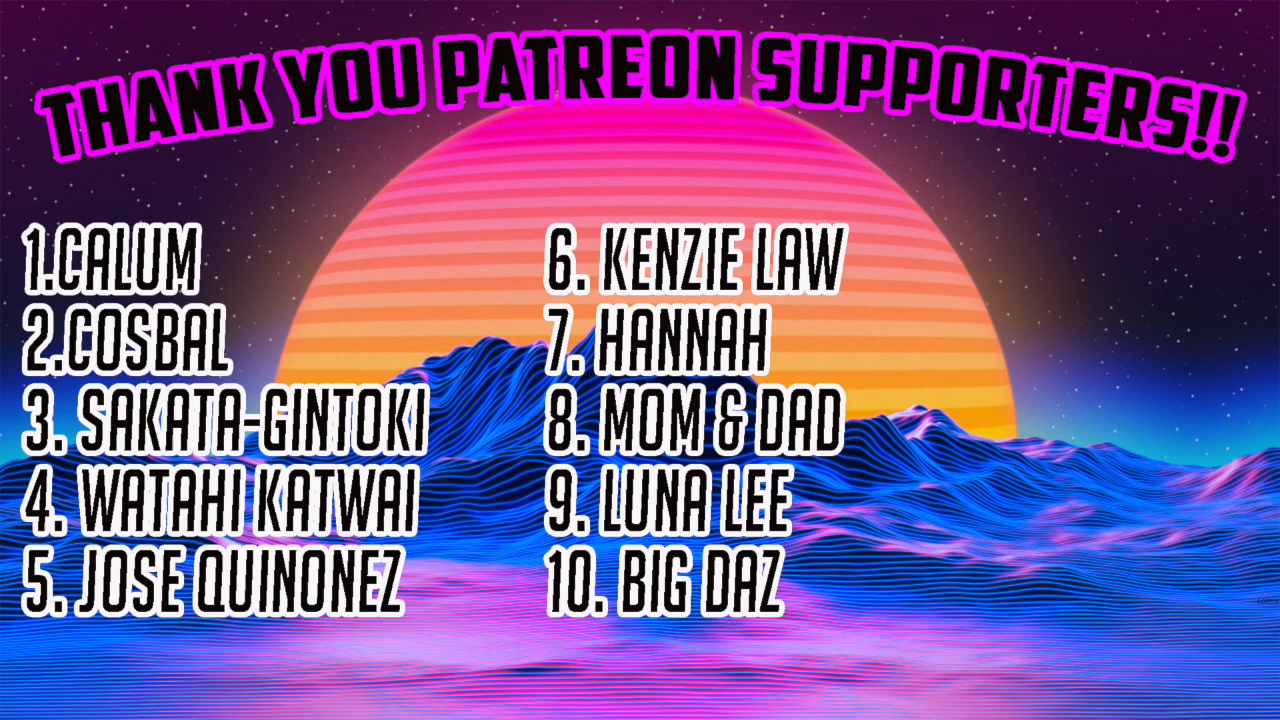 THANK YOU PATREON SUPPORTERS!!
1.CALUM
2.COSBAL
3. SAKATA-GINTOKI
4. WATAHI KATWAI
5. JOSE QUINONEZ
6. KENZIE LAW
7. HANNAH
8. MOM & DAD
9. LUNA LEE
10. BIG DAZ